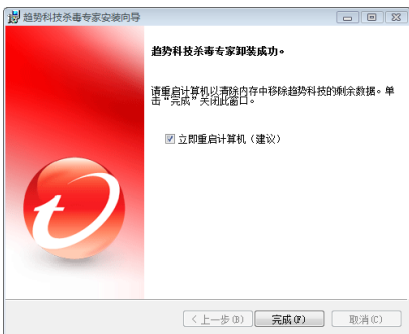 趋势科技杀毒专家安装向导
趋势科技杀毒专家卸装成功。
请重启计算机以清除内存中移除趋势科技的剩余数据。单
击“完成”关闭此窗口。
立即重启计算机（建议）
<上一步(B) 完成(F) 取消(C)